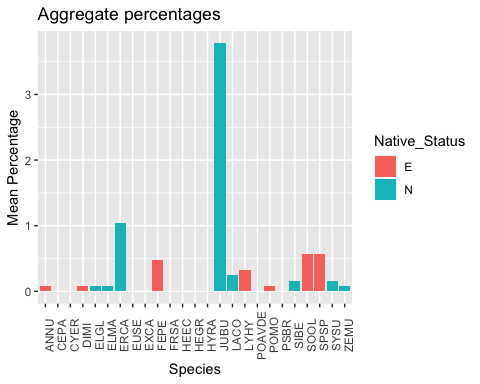 Aggregate percentages
Mean Percentage
3
2
1
0
ANNU
CEPA
CYER
DIMI
ELGL
ELMA
ERCA
EUSE
EXCA
FEPE
FRSA
HEEC
HEGR
HYRA
JUBU
LACO
LYHY
POAVDE
POMO
PSBR
SIBE
SOOL
SPSP
SYSU
ZEMU
Species
Native_Status
E
N